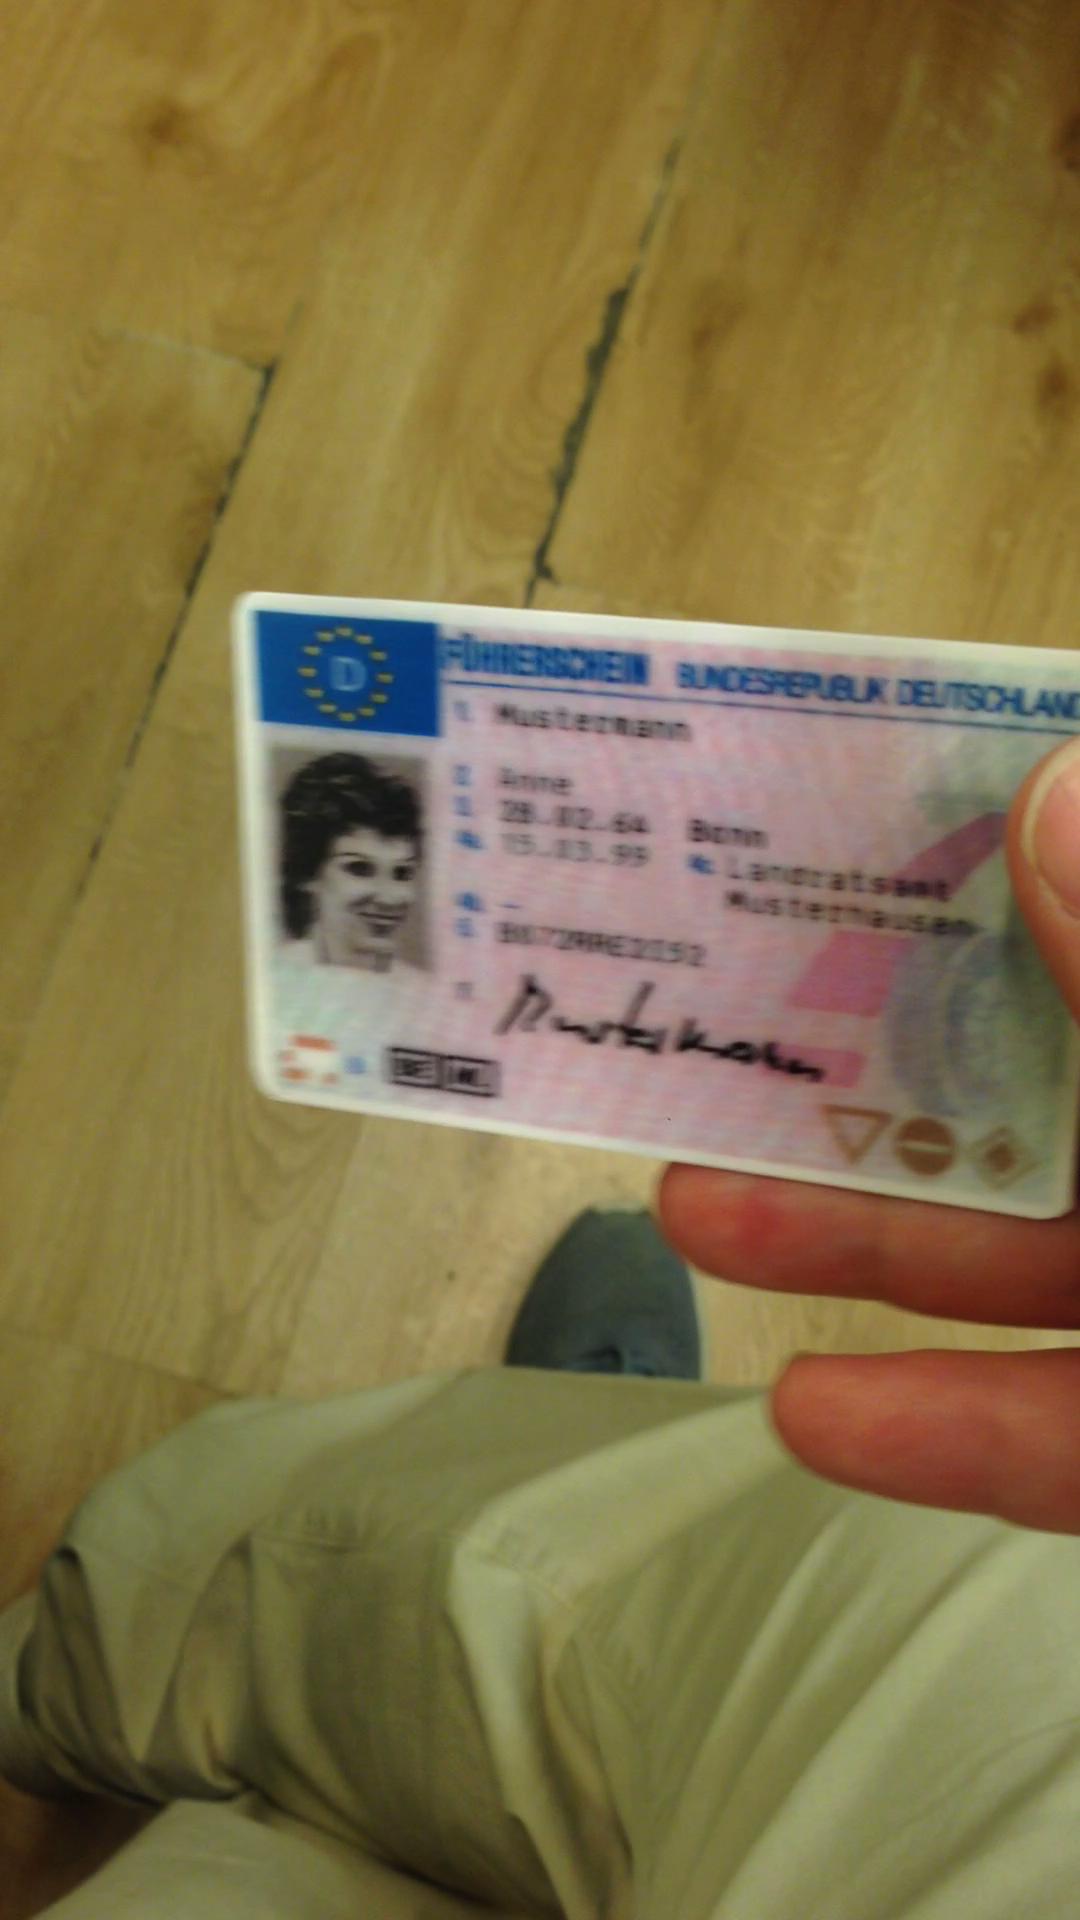 D
FÜHRERSCHEIN BUNDESREPUBLIK DEUTSCHLAND
1. Mustermann
2. Anne
3. 28.02.64 Bonn
4a. 15.03.99 4c. Landratsamt
Musterhausen
4b. –
5. B072RRE2I52
7. Mustermann
9. BE ML